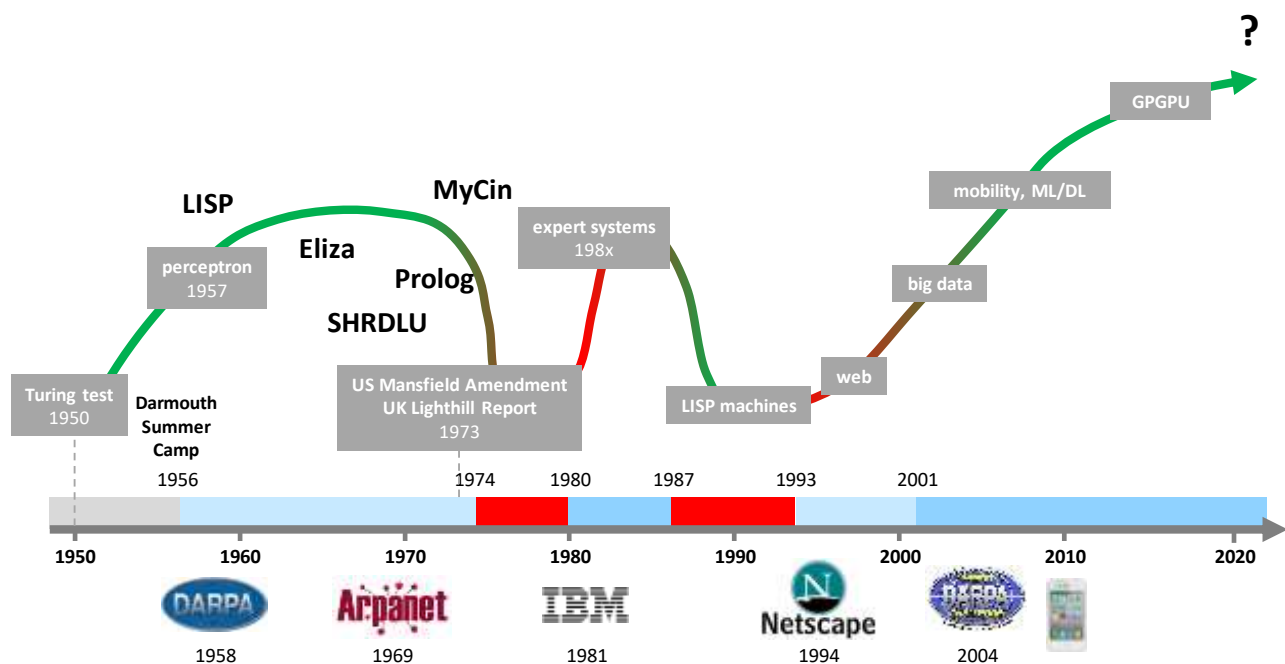 ?
GPGPU
MyCin
mobility, ML/DL
LISP
expert systems
198x
Eliza
perceptron
1957
Prolog
big data
SHRDLU
web
US Mansfield Amendment
UK Lighthill Report
1973
Turing test
1950
Darmouth
Summer
Camp
LISP machines
1956
1974
1980
1987
1993
2001
1950
1960
1970
1980
1990
2000
2010
2020
DARPA
Arpanet
IBM
N
Netscape
DARPA
1958
1969
1981
1994
2004